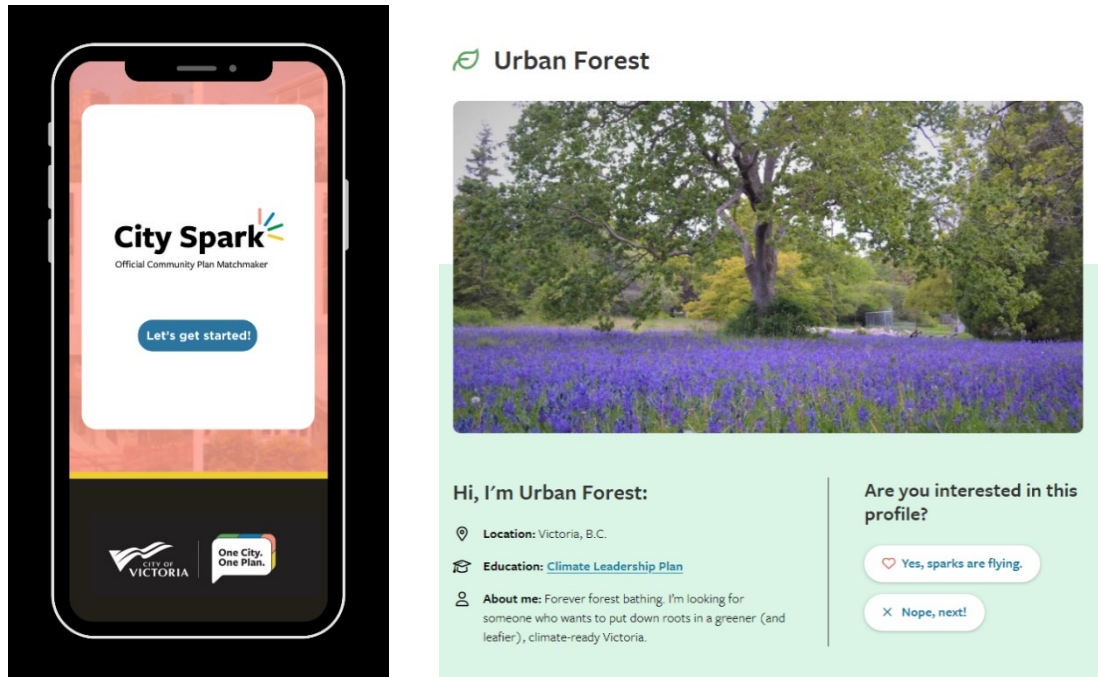 City Spark
Official Community Plan Matchmaker
Let's get started!
CITY OF
VICTORIA
One City.
One Plan.
Urban Forest
Hi, I'm Urban Forest:
Location: Victoria, B.C.
Education: Climate Leadership Plan
About me: Forever forest bathing. I'm looking for
someone who wants to put down roots in a greener (and
leafier), climate-ready Victoria.
Are you interested in this
profile?
Yes, sparks are flying.
Nope, next!